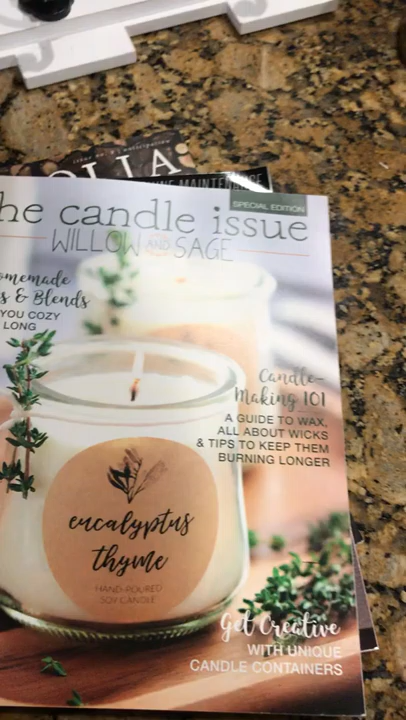 OLIA
MAINTENANCE
SPECIAL EDITION
he candle issue
WILLOW AND SAGE
omemade
s & Blends
YOU COZY
LONG
Candle-
Making 101
A GUIDE TO WAX,
ALL ABOUT WICKS
& TIPS TO KEEP THEM
BURNING LONGER
eucalyptus
thyme
HAND-POURED
SOY CANDLE
Get Creative
WITH UNIQUE
CANDLE CONTAINERS